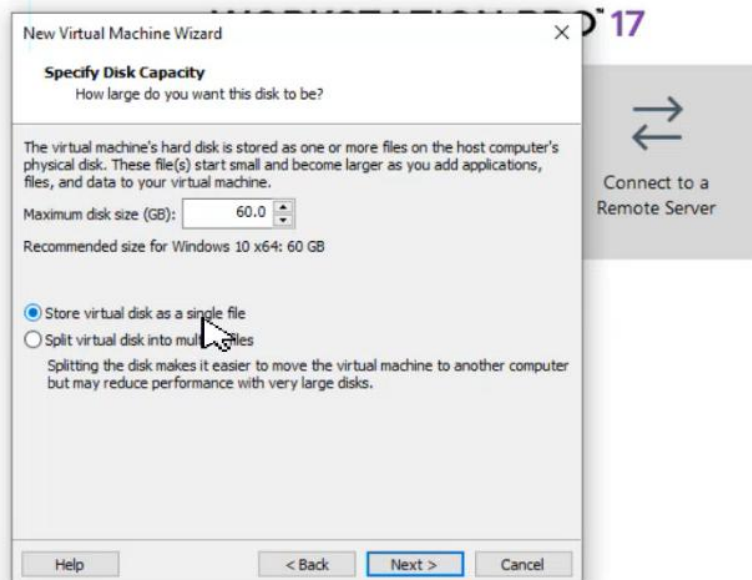 17
New Virtual Machine Wizard
Specify Disk Capacity
How large do you want this disk to be?
The virtual machine's hard disk is stored as one or more files on the host computer's
physical disk. These file(s) start small and become larger as you add applications,
files, and data to your virtual machine.
Maximum disk size (GB): 60.0
Recommended size for Windows 10 x64: 60 GB
Store virtual disk as a single file
Split virtual disk into files
Splitting the disk makes it easier to move the virtual machine to another computer
but may reduce performance with very large disks.
Help
< Back
Next >
Cancel
Connect to a
Remote Server